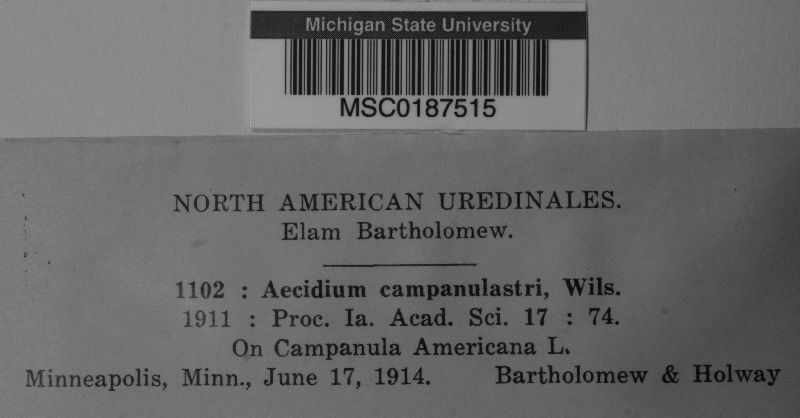 Michigan State University
MSC0187515
NORTH AMERICAN UREDINALES.
Elam Bartholomew.
1102 : Aecidium campanulastri, Wils.
1911 : Proc. Ia. Acad. Sci. 17 : 74.
On Campanula Americana L.
Minneapolis, Minn., June 17, 1914. Bartholomew & Holway